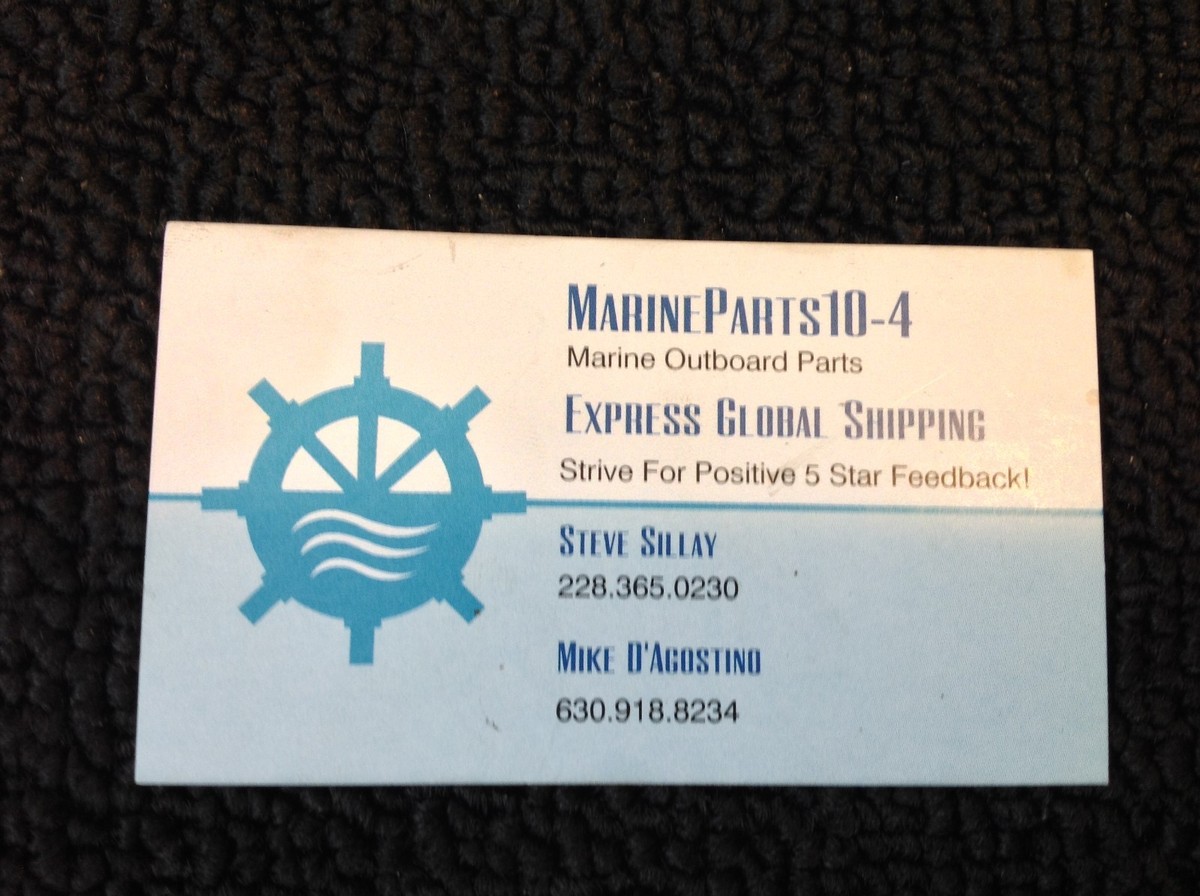 MarineParts10-4
Marine Outboard Parts
Express Global Shipping
Strive For Positive 5 Star Feedback!
Steve Sillay
228.365.0230
Mike D'Agostino
630.918.8234